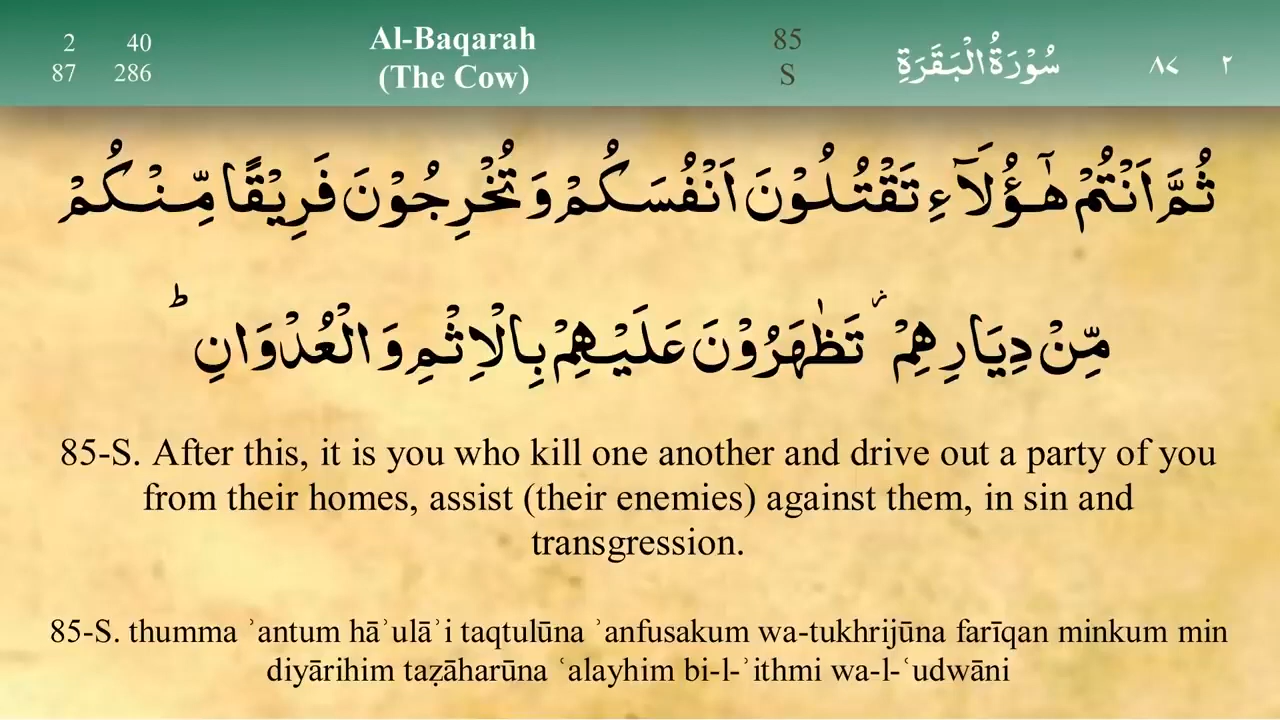 2 40 Al-Baqarah 85 سُوْرَةُ الْبَقَرَةِ ٨٧ ٢
87 286 (The Cow) S
ثُمَّ اَنْتُمْ هٰٓؤُلَآءِ تَقْتُلُوْنَ اَنْفُسَكُمْ وَ تُخْرِجُوْنَ فَرِيْقًا مِّنْكُمْ
مِّنْ دِيَارِهِمْ ؗ تَظٰهَرُوْنَ عَلَيْهِمْ بِالْاِثْمِ وَ الْعُدْوَانِ ؕ
85-S. After this, it is you who kill one another and drive out a party of you
from their homes, assist (their enemies) against them, in sin and
transgression.
85-S. thumma ʾantum hāʾulāʾi taqtulūna ʾanfusakum wa-tukhrijūna farīqan minkum min
diyārihim taẓāharūna ʿalayhim bi-l-ʾithmi wa-l-ʿudwāni